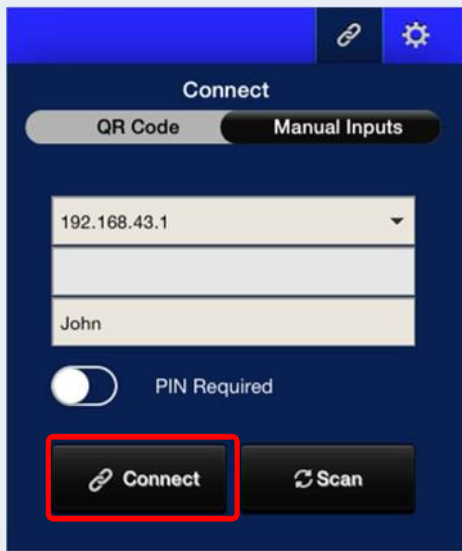 Connect
QR Code Manual Inputs
192.168.43.1
John
PIN Required
Connect Scan